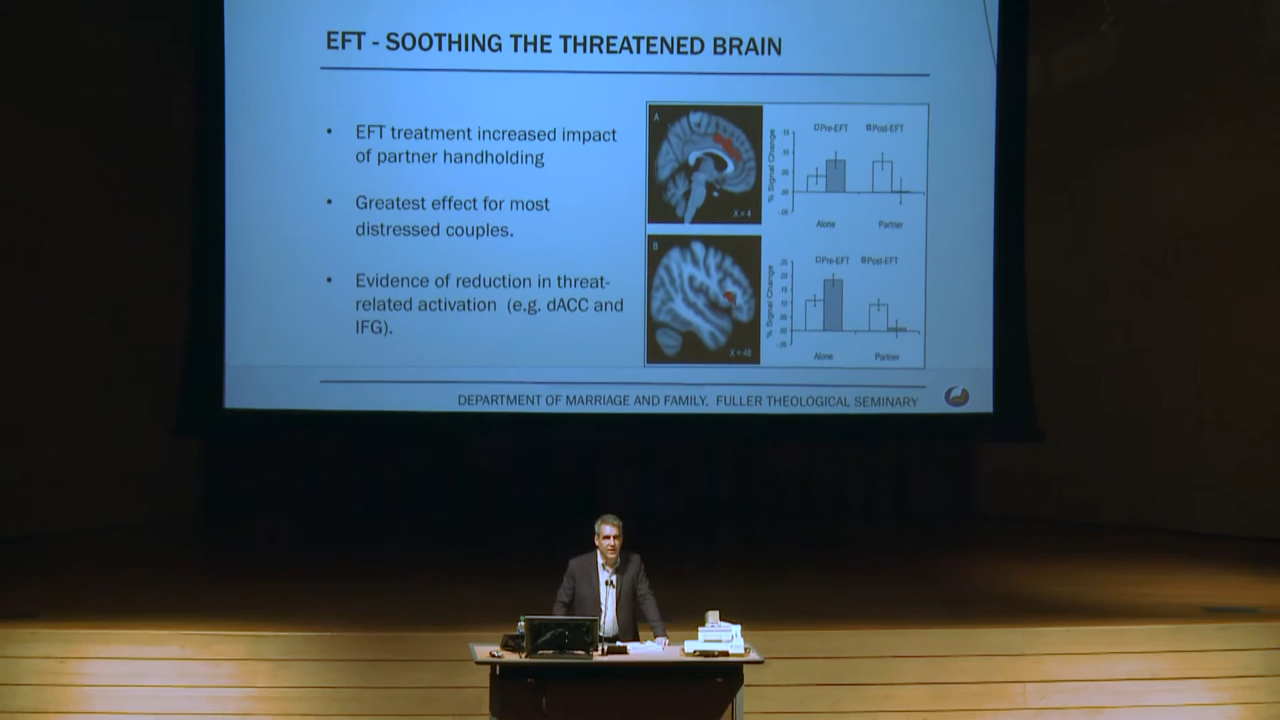 EFT - SOOTHING THE THREATENED BRAIN
• EFT treatment increased impact
of partner handholding
• Greatest effect for most
distressed couples.
• Evidence of reduction in threat-
related activation (e.g. dACC and
IFG).
A
X = 4
% Signal Change
Pre-EFT Post-EFT
Alone Partner
B
X = 48
% Signal Change
Pre-EFT Post-EFT
Alone Partner
DEPARTMENT OF MARRIAGE AND FAMILY, FULLER THEOLOGICAL SEMINARY